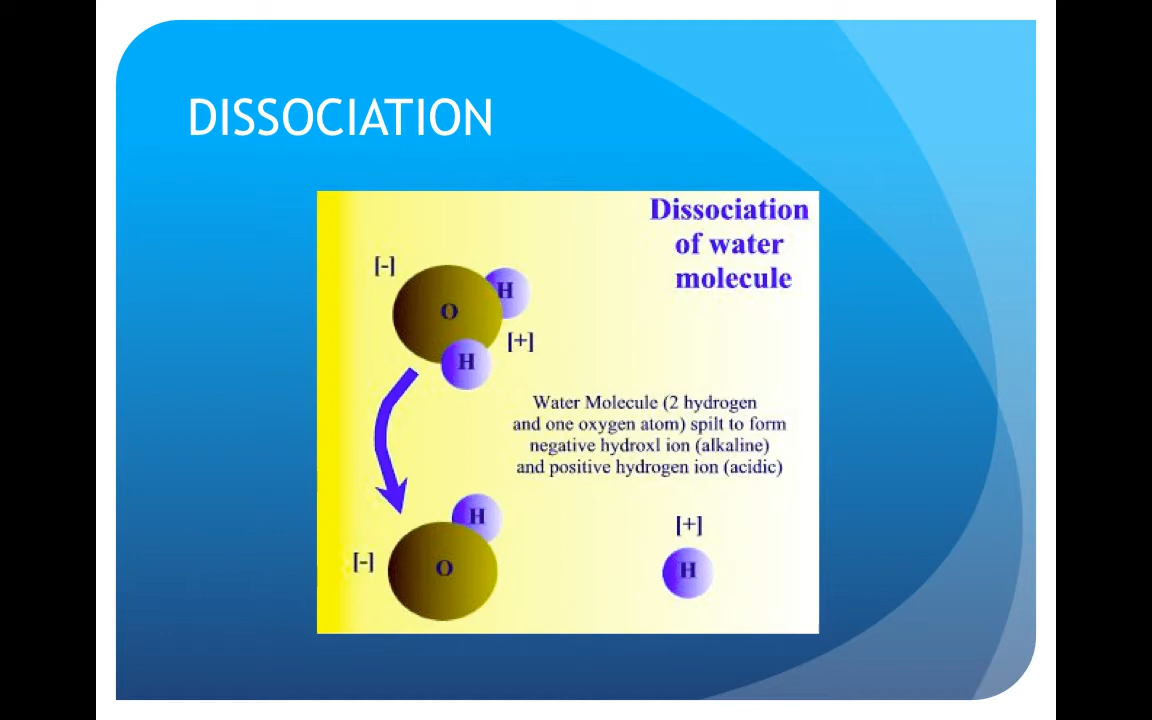 DISSOCIATION
Dissociation
of water
molecule
[-]
H
O
[+]
H
Water Molecule (2 hydrogen
and one oxygen atom) spilt to form
negative hydroxl ion (alkaline)
and positive hydrogen ion (acidic)
H
[+]
[-]
O
H